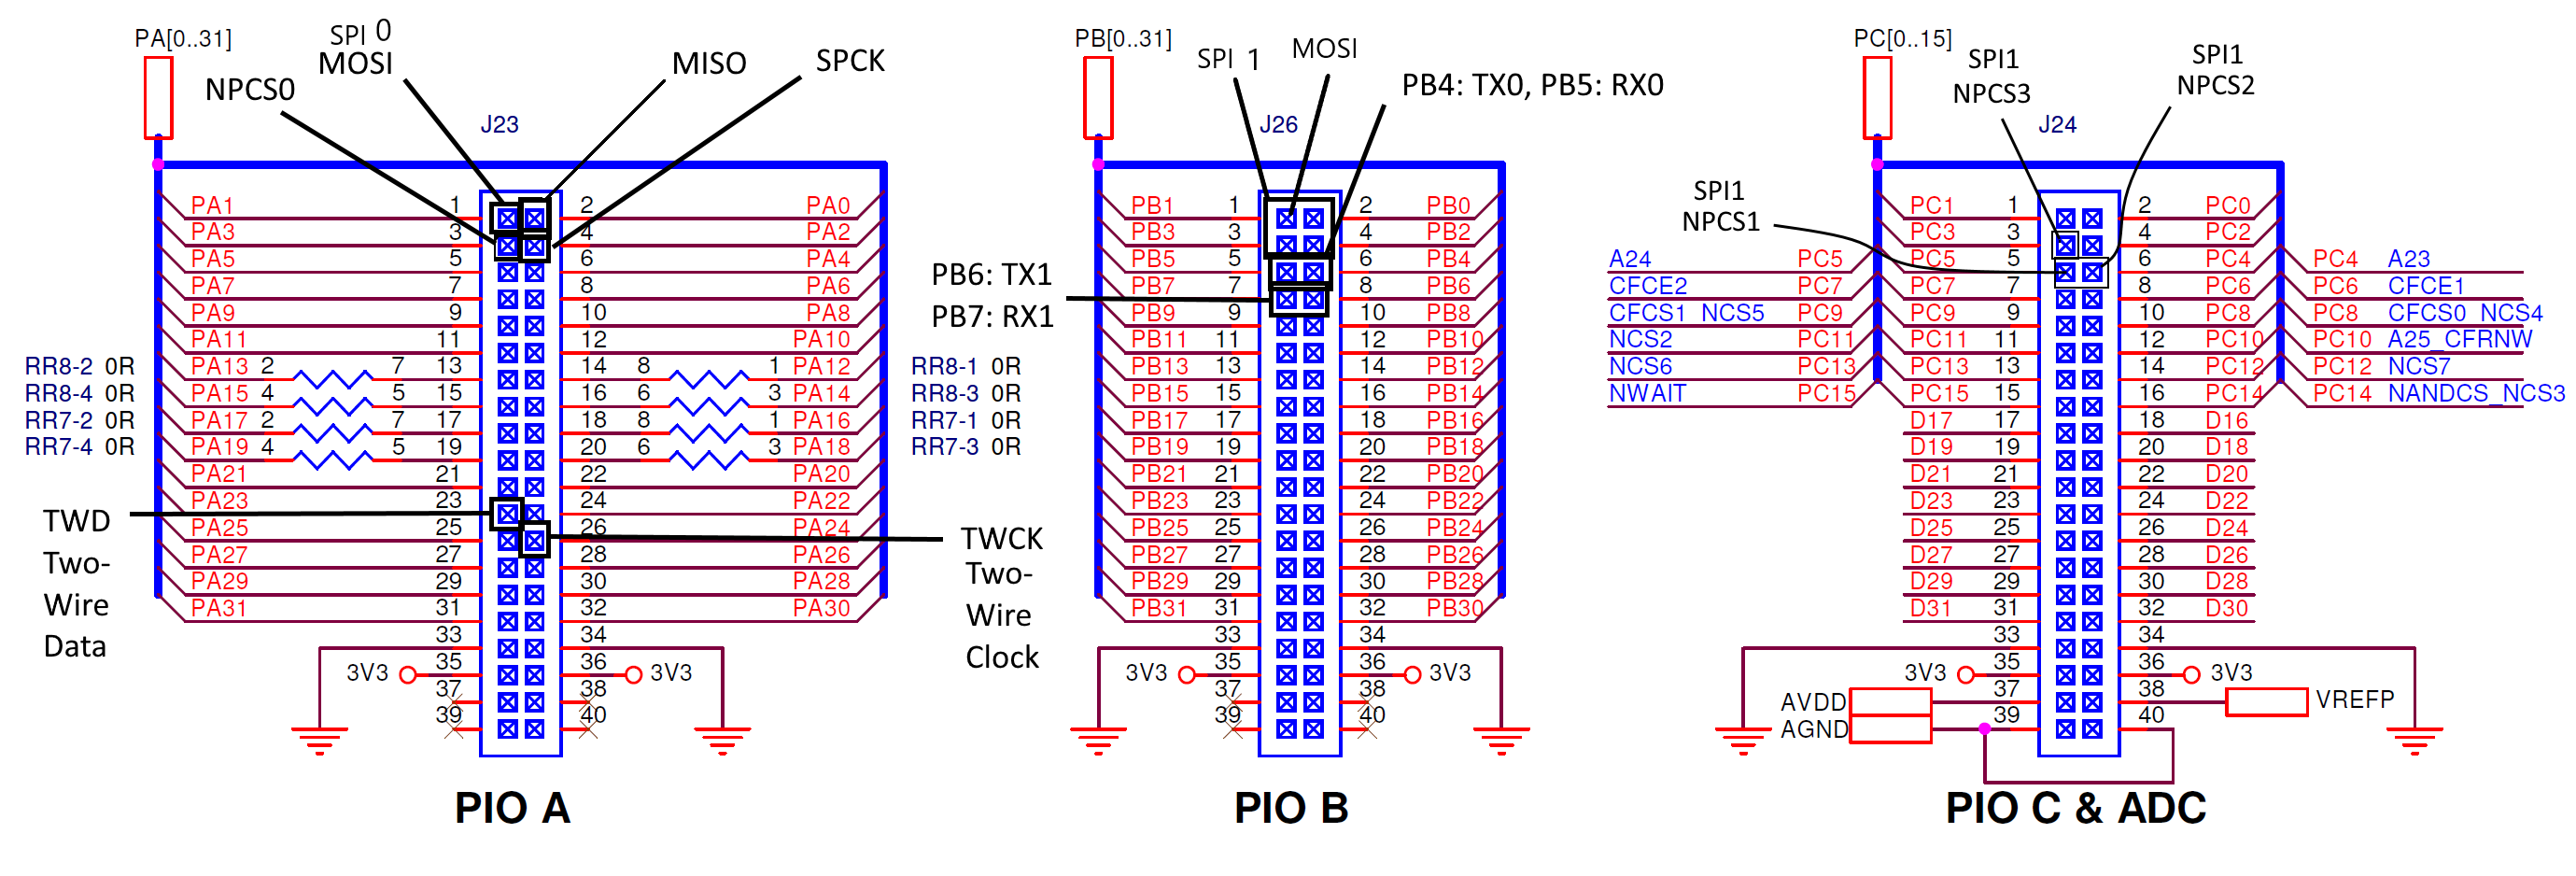 PA[0..31]
SPI 0
MOSI
MISO
SPCK
NPCS0
J23
PA1 1 2 PA0
PA3 3 4 PA2
PA5 5 6 PA4
PA7 7 8 PA6
PA9 9 10 PA8
PA11 11 12 PA10
RR8-2 0R PA13 2 7 13 14 8 1 PA12 RR8-1 0R
RR8-4 0R PA15 4 5 15 16 6 3 PA14 RR8-3 0R
RR7-2 0R PA17 2 7 17 18 8 1 PA16 RR7-1 0R
RR7-4 0R PA19 4 5 19 20 6 3 PA18 RR7-3 0R
PA21 21 22 PA20
PA23 23 24 PA22
PA25 25 26 PA24
PA27 27 28 PA26
PA29 29 30 PA28
PA31 31 32 PA30
33 34
3V3 35 36 3V3
37 38
39 40
TWD
Two-
Wire
Data
TWCK
Two-
Wire
Clock
PIO A
PB[0..31]
SPI 1
MOSI
PB4: TX0, PB5: RX0
J26
PB6: TX1
PB7: RX1
PB1 1 2 PB0
PB3 3 4 PB2
PB5 5 6 PB4
PB7 7 8 PB6
PB9 9 10 PB8
PB11 11 12 PB10
PB13 13 14 PB12
PB15 15 16 PB14
PB17 17 18 PB16
PB19 19 20 PB18
PB21 21 22 PB20
PB23 23 24 PB22
PB25 25 26 PB24
PB27 27 28 PB26
PB29 29 30 PB28
PB31 31 32 PB30
33 34
3V3 35 36 3V3
37 38
39 40
PIO B
PC[0..15]
SPI1
NPCS3
SPI1
NPCS2
J24
SPI1
NPCS1
PC1 1 2 PC0
PC3 3 4 PC2
A24 PC5 PC5 5 6 PC4 PC4 A23
CFCE2 PC7 PC7 7 8 PC6 PC6 CFCE1
CFCS1_NCS5 PC9 PC9 9 10 PC8 PC8 CFCS0_NCS4
NCS2 PC11 PC11 11 12 PC10 PC10 A25_CFRNW
NCS6 PC13 PC13 13 14 PC12 PC12 NCS7
NWAIT PC15 PC15 15 16 PC14 PC14 NANDCS_NCS3
D17 17 18 D16
D19 19 20 D18
D21 21 22 D20
D23 23 24 D22
D25 25 26 D24
D27 27 28 D26
D29 29 30 D28
D31 31 32 D30
33 34
3V3 35 36 3V3
AVDD 37 38 VREFP
AGND 39 40
PIO C & ADC